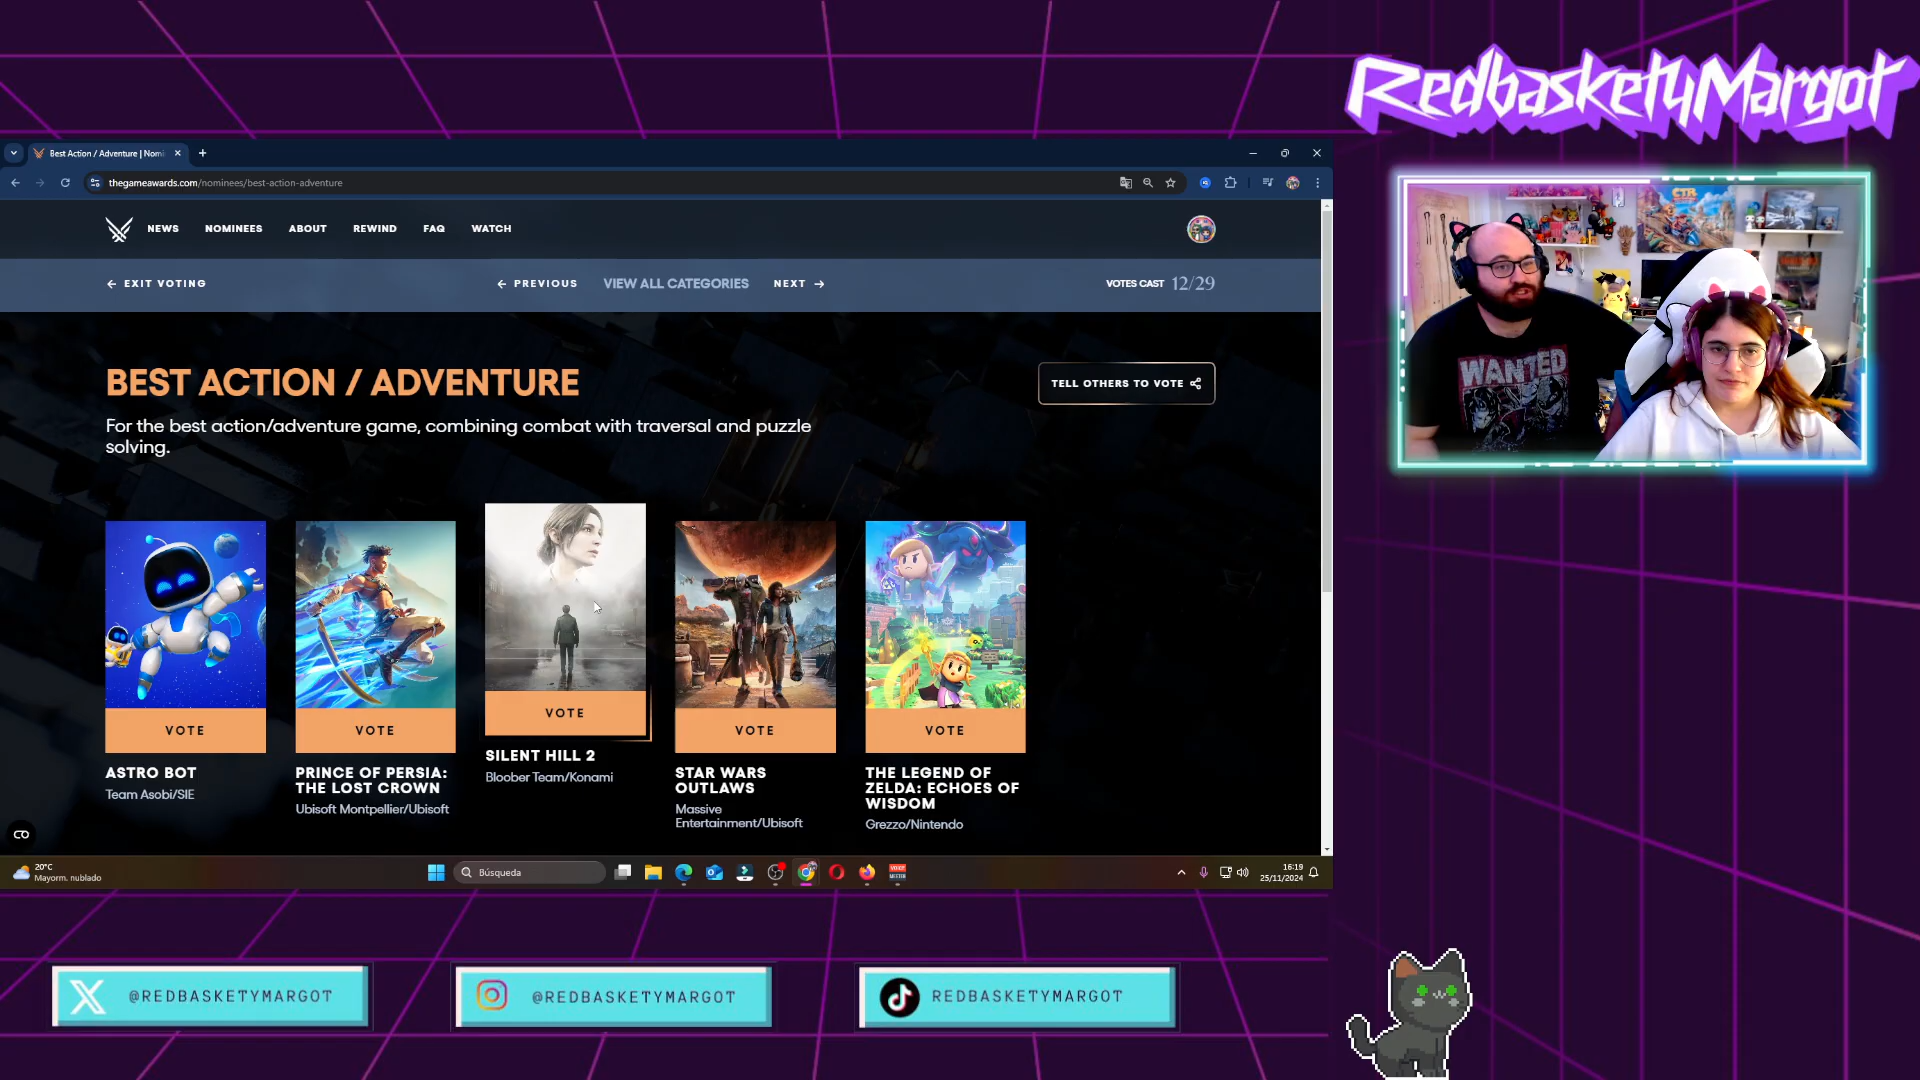 RedbasketyMargot
Best Action / Adventure | Nomi
thegameawards.com/nominees/best-action-adventure
NEWS NOMINEES ABOUT REWIND FAQ WATCH
EXIT VOTING PREVIOUS VIEW ALL CATEGORIES NEXT VOTES CAST 12/29
BEST ACTION / ADVENTURE
TELL OTHERS TO VOTE
For the best action/adventure game, combining combat with traversal and puzzle
solving.
WANTED
CTR
VOTE
ASTRO BOT
Team Asobi/SIE
VOTE
PRINCE OF PERSIA:
THE LOST CROWN
Ubisoft Montpellier/Ubisoft
VOTE
SILENT HILL 2
Bloober Team/Konami
VOTE
STAR WARS
OUTLAWS
Massive
Entertainment/Ubisoft
VOTE
THE LEGEND OF
ZELDA: ECHOES OF
WISDOM
Grezzo/Nintendo
20°C
Mayorm. nublado
Búsqueda
16:19
25/11/2024
@REDBASKETYMARGOT
@REDBASKETYMARGOT
REDBASKETYMARGOT